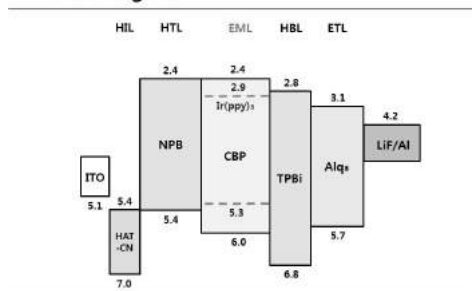 HIL HTL EML HBL ETL
2.4 2.4
2.9
2.8
Ir(ppy)₃
3.1
4.2
NPB
CBP
LiF/Al
ITO
TPBi
Alq₃
5.1 5.4
5.4
5.3
HAT
-CN
6.0
5.7
7.0
6.8